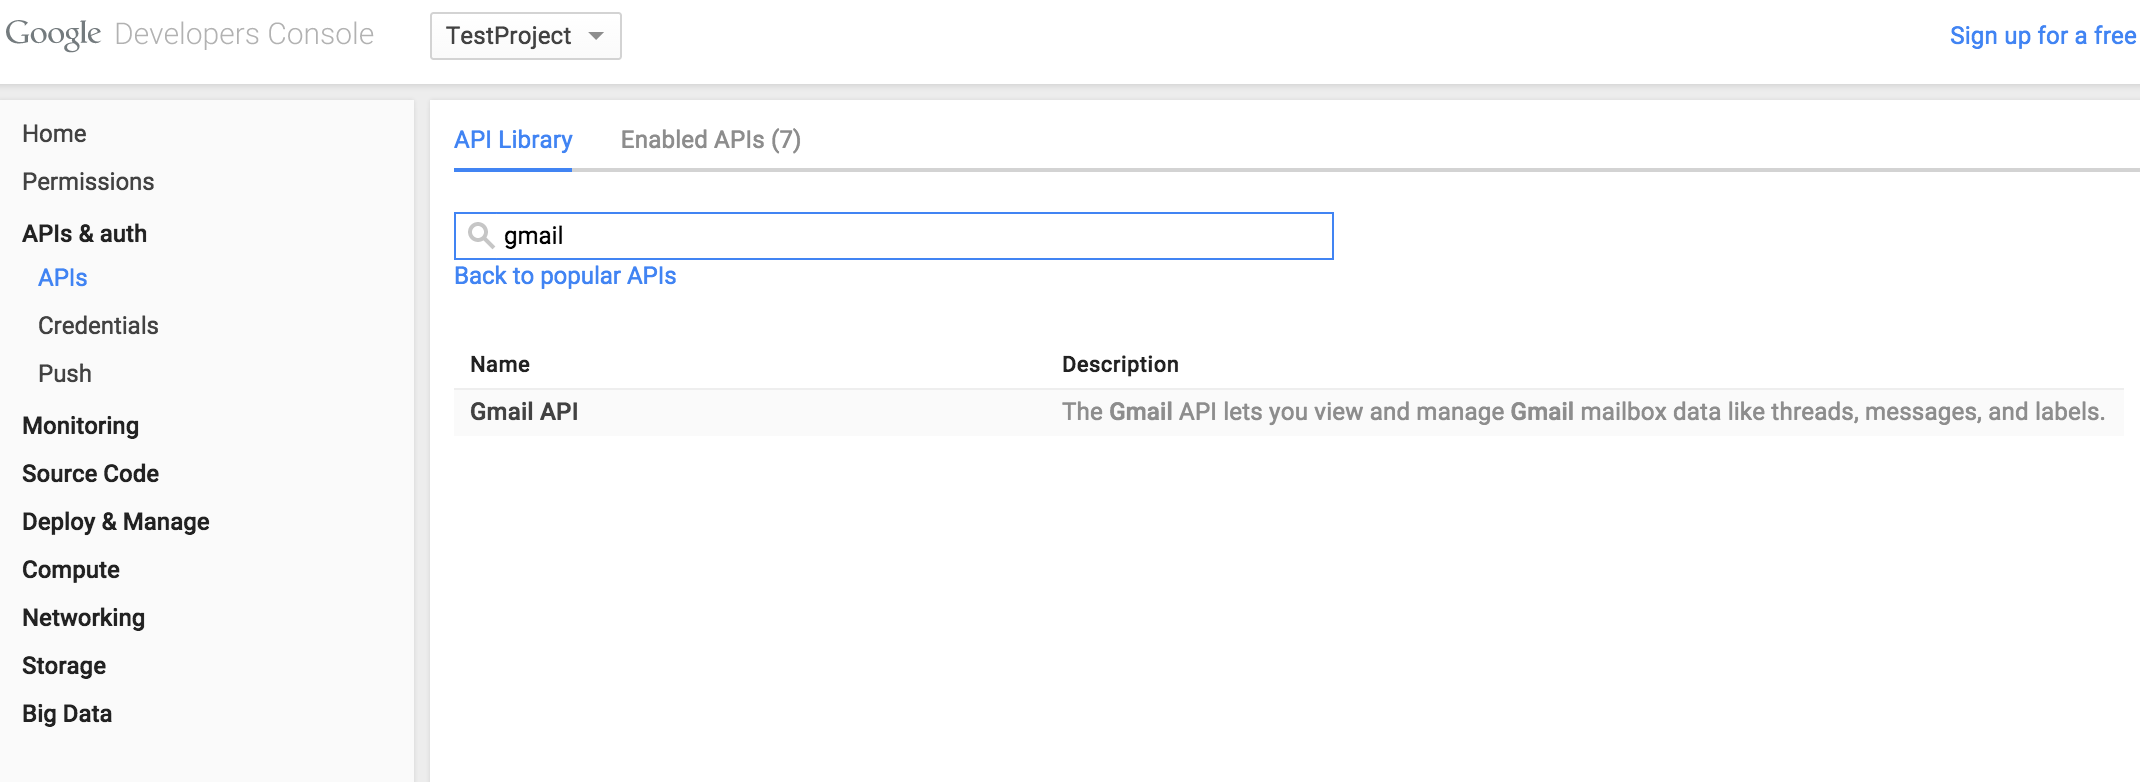 Google Developers Console
TestProject
Sign up for a free
Home
Permissions
APIs & auth
APIs
Credentials
Push
Monitoring
Source Code
Deploy & Manage
Compute
Networking
Storage
Big Data
API Library Enabled APIs (7)
gmail
Back to popular APIs
Name Description
Gmail API The Gmail API lets you view and manage Gmail mailbox data like threads, messages, and labels.